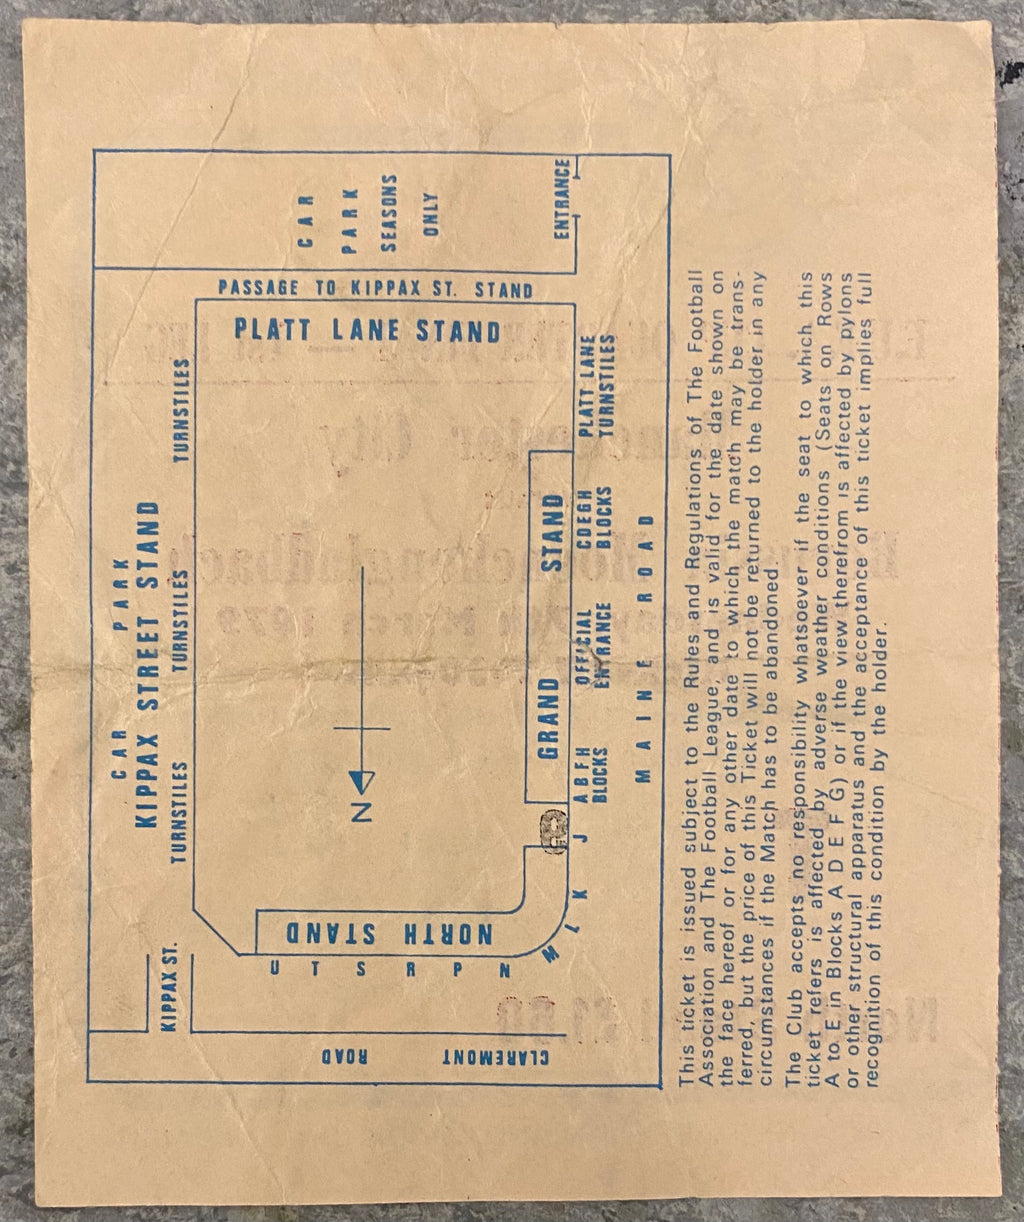 CAR PARK
KIPPAX STREET STAND
TURNSTILES TURNSTILES TURNSTILES
KIPPAX ST.
CAR
PARK
SEASONS
ONLY
ENTRANCE
PASSAGE TO KIPPAX ST. STAND
PLATT LANE STAND
N
NORTH STAND
U T S R P N M L K J
GRAND STAND
A B F H
BLOCKS
OFFICIAL
ENTRANCE
CDEGH
BLOCKS
PLATT LANE
TURNSTILES
MAINE ROAD
CLAREMONT ROAD
This ticket is issued subject to the Rules and Regulations of The Football
Association and The Football League, and is valid for the date shown on
the face hereof or for any other date to which the match may be trans-
ferred, but the price of this Ticket will not be returned to the holder in any
circumstances if the Match has to be abandoned.
The Club accepts no responsibility whatsoever if the seat to which this
ticket refers is affected by adverse weather conditions (Seats on Rows
A to E in Blocks A D E F G) or if the view therefrom is affected by pylons
or other structural apparatus and the acceptance of this ticket implies full
recognition of this condition by the holder.